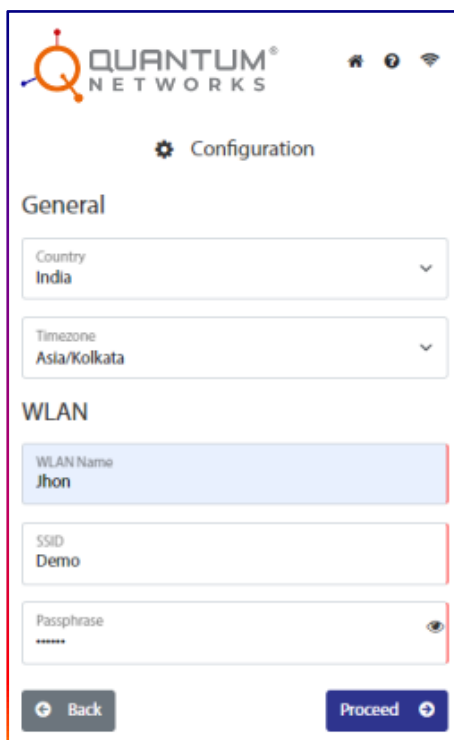 QUANTUM®
NETWORKS
Configuration
General
Country
India
Timezone
Asia/Kolkata
WLAN
WLAN Name
Jhon
SSID
Demo
Passphrase
••••••
Back
Proceed